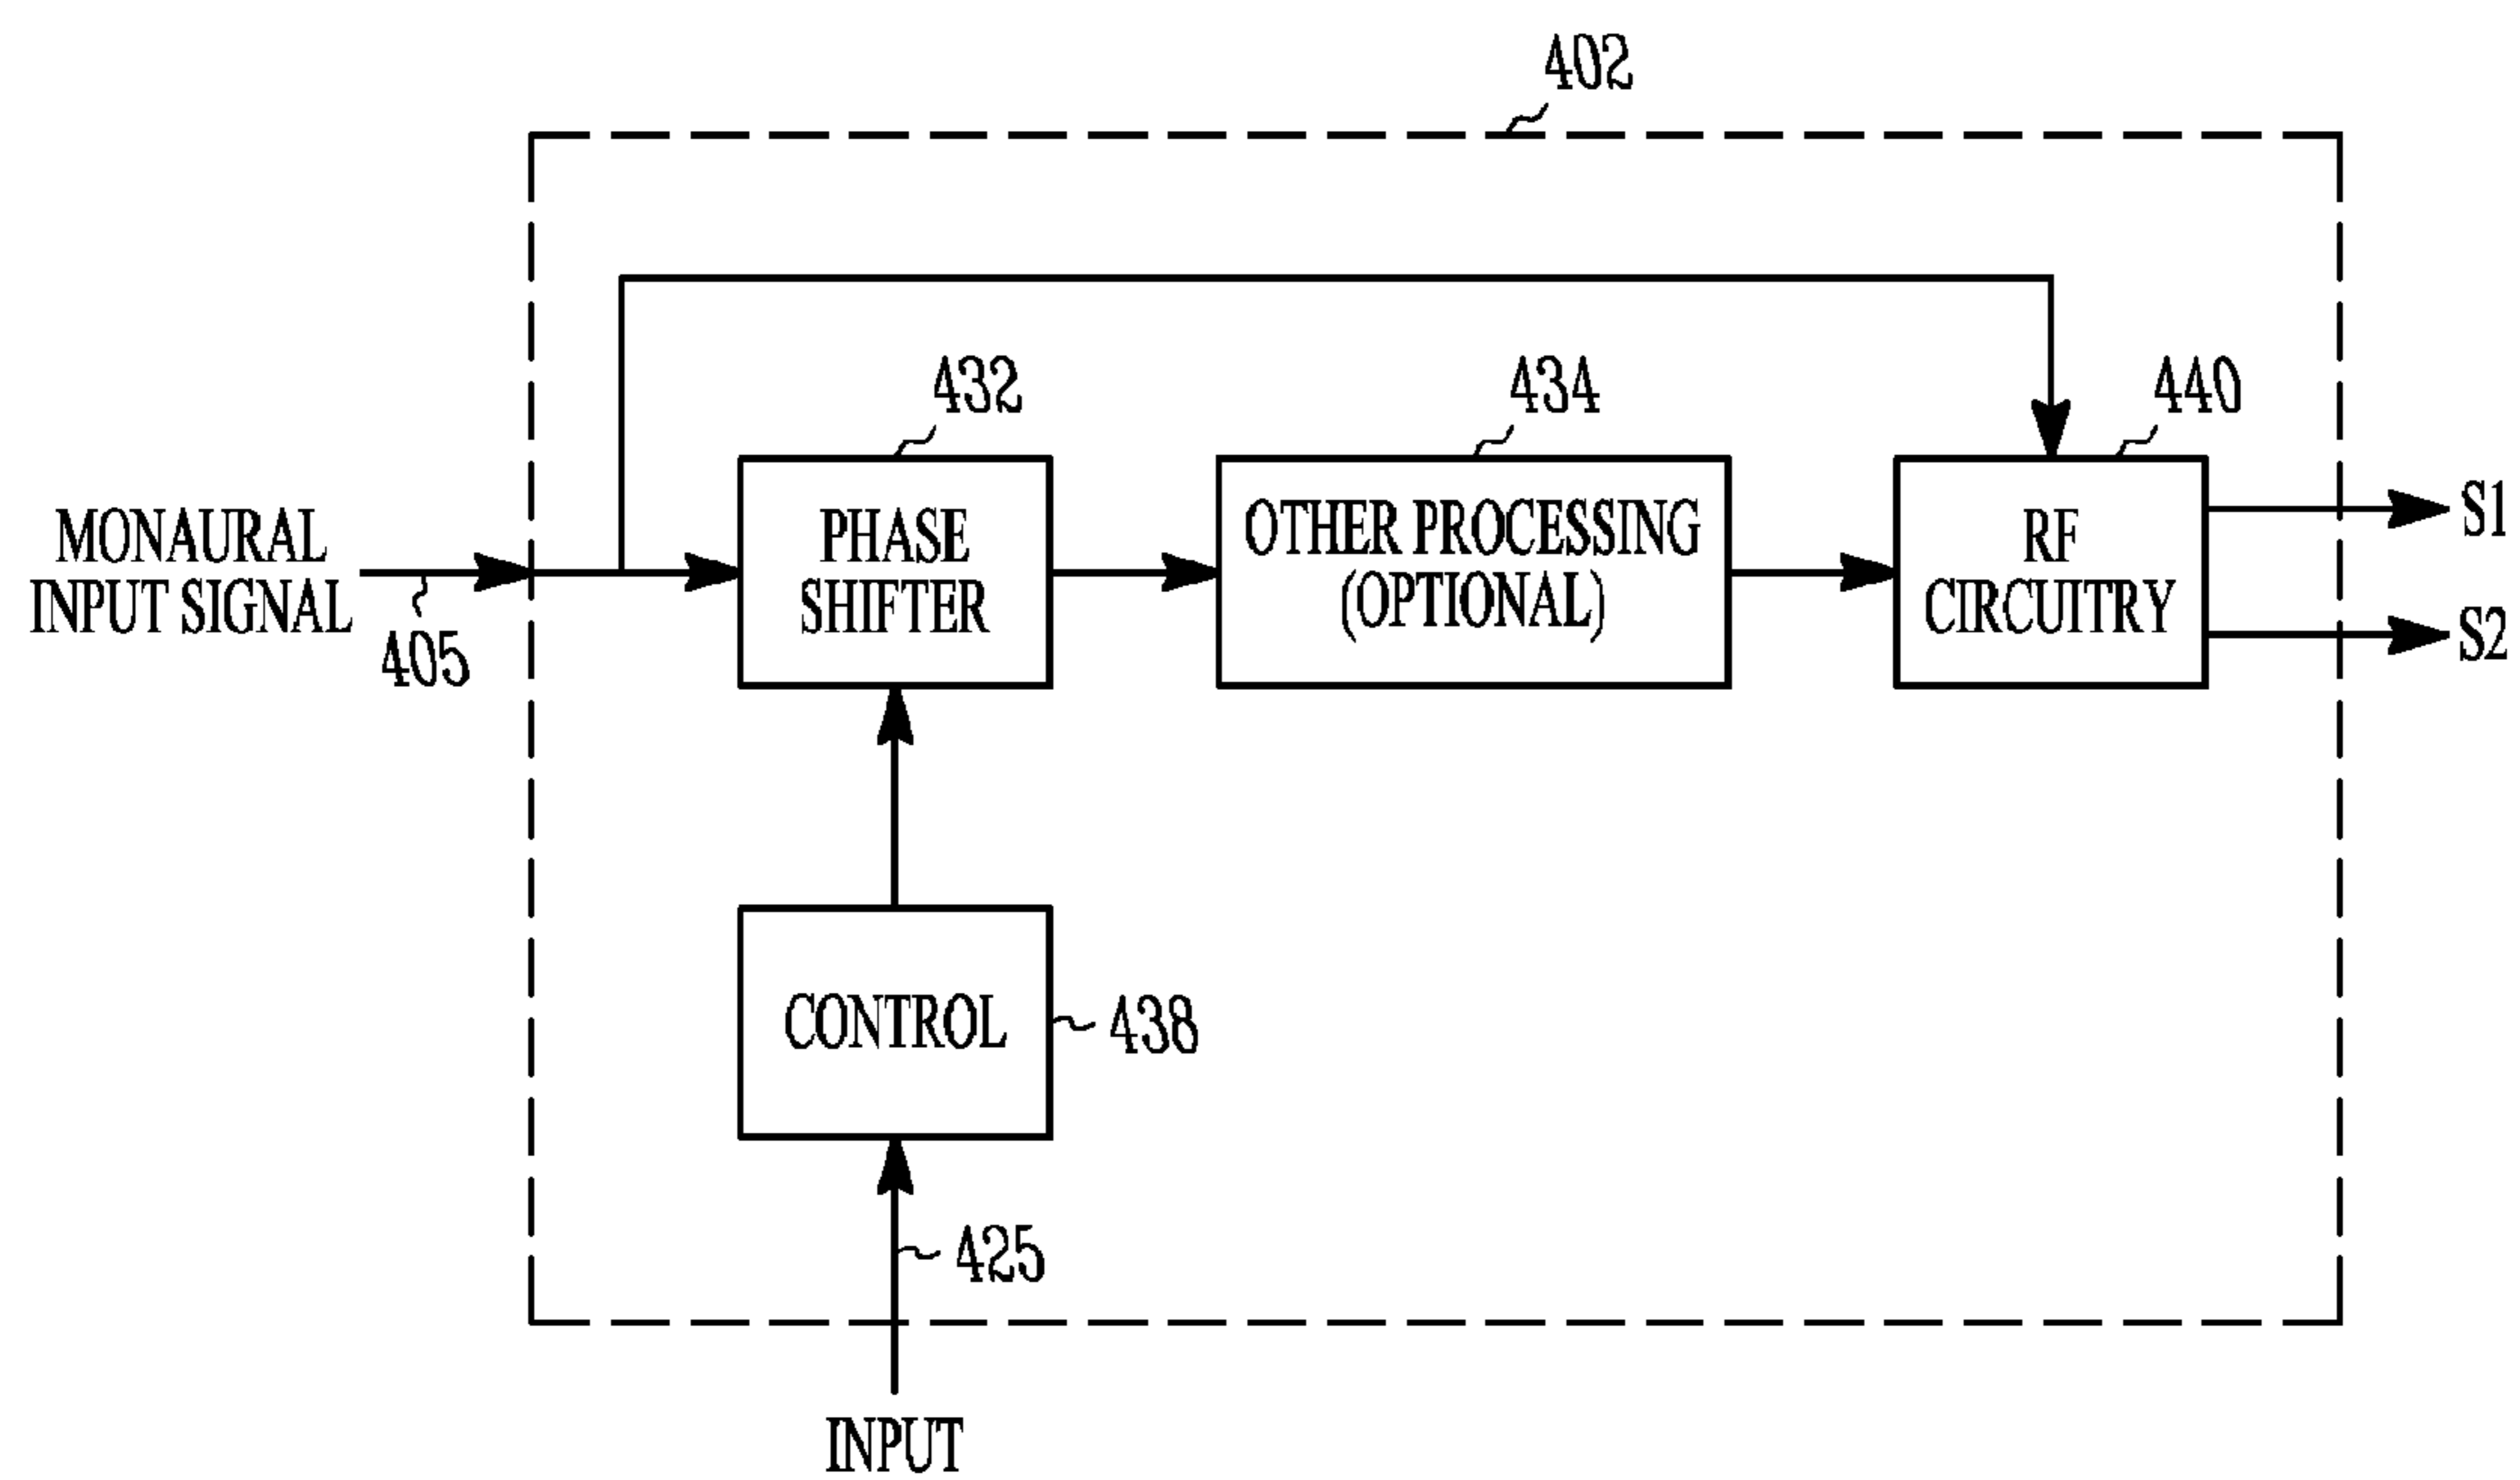 402
432
434
440
MONAURAL
INPUT SIGNAL
405
PHASE
SHIFTER
OTHER PROCESSING
(OPTIONAL)
RF
CIRCUITRY
S1
S2
CONTROL
438
425
INPUT